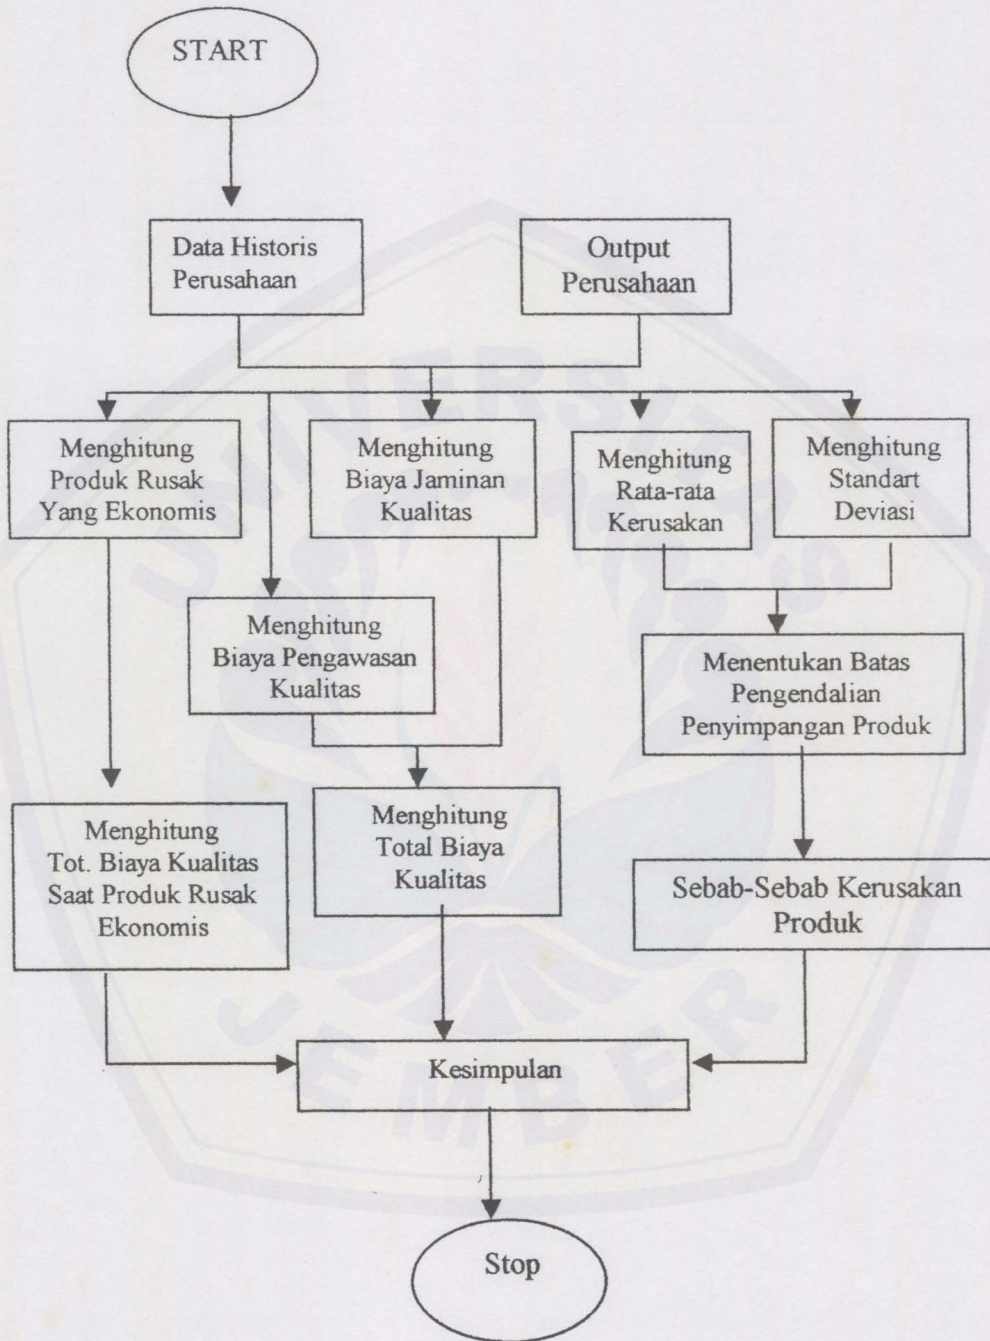 START
Data Historis
Perusahaan
Output
Perusahaan
Menghitung
Produk Rusak
Yang Ekonomis
Menghitung
Biaya Jaminan
Kualitas
Menghitung
Rata-rata
Kerusakan
Menghitung
Standart
Deviasi
Menghitung
Biaya Pengawasan
Kualitas
Menentukan Batas
Pengendalian
Penyimpangan Produk
Menghitung
Tot. Biaya Kualitas
Saat Produk Rusak
Ekonomis
Menghitung
Total Biaya
Kualitas
Sebab-Sebab Kerusakan
Produk
Kesimpulan
Stop
UNIVERSITAS
JEMBER